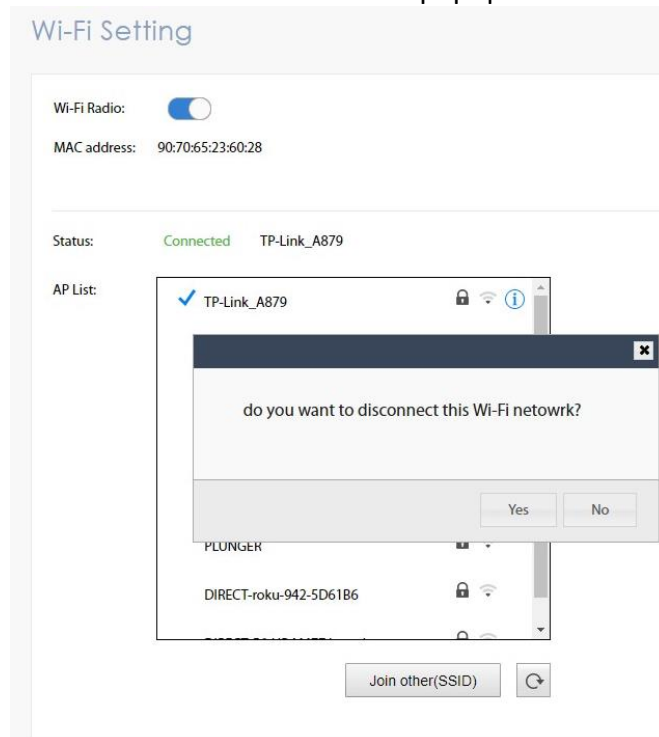 Wi-Fi Setting
Wi-Fi Radio:
MAC address: 90:70:65:23:60:28
Status: Connected TP-Link_A879
AP List:
TP-Link_A879
do you want to disconnect this Wi-Fi netowrk?
Yes No
PLUNGER
DIRECT-roku-942-5D61B6
Join other(SSID)